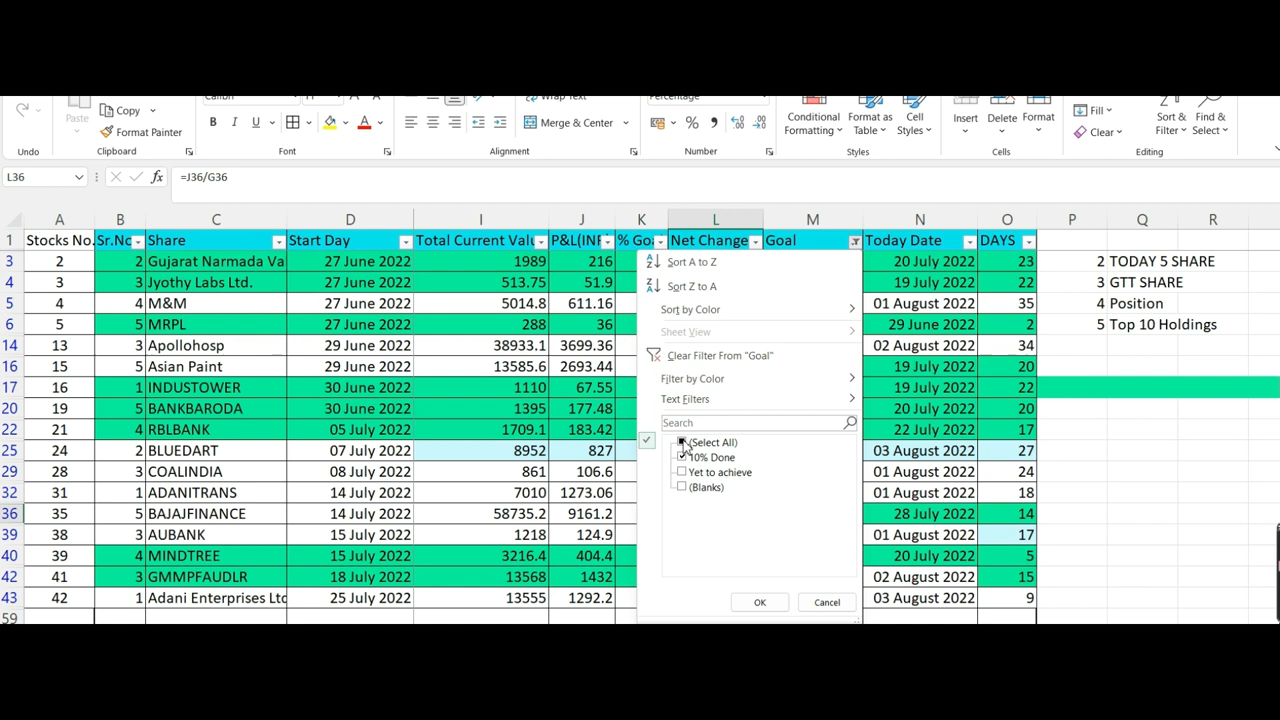 Calibri
Wrap Text
Percentage
Paste
Copy
Format Painter
B I U A
Merge & Center
%
Conditional Formatting
Format as Table
Cell Styles
Insert
Delete
Format
Fill
Clear
Sort & Filter
Find & Select
Undo Clipboard Font Alignment Number Styles Cells Editing
L36 fx =J36/G36
A B C D I J K L M N O P Q R
1 Stocks No. Sr.No Share Start Day Total Current Valu P&L(INR % Goa Net Change Goal Today Date DAYS
3 2 2 Gujarat Narmada Va 27 June 2022 1989 216 20 July 2022 23 2 TODAY 5 SHARE
4 3 3 Jyothy Labs Ltd. 27 June 2022 513.75 51.9 19 July 2022 22 3 GTT SHARE
5 4 4 M&M 27 June 2022 5014.8 611.16 01 August 2022 35 4 Position
6 5 5 MRPL 27 June 2022 288 36 29 June 2022 2 5 Top 10 Holdings
14 13 3 Apollohosp 29 June 2022 38933.1 3699.36 02 August 2022 34
16 15 5 Asian Paint 29 June 2022 13585.6 2693.44 19 July 2022 20
17 16 1 INDUSTOWER 30 June 2022 1110 67.55 19 July 2022 22
20 19 5 BANKBARODA 30 June 2022 1395 177.48 20 July 2022 20
22 21 4 RBLBANK 05 July 2022 1709.1 183.42 22 July 2022 17
25 24 2 BLUEDART 07 July 2022 8952 827 03 August 2022 27
29 28 3 COALINDIA 08 July 2022 861 106.6 01 August 2022 24
32 31 1 ADANITRANS 14 July 2022 7010 1273.06 01 August 2022 18
36 35 5 BAJAJFINANCE 14 July 2022 58735.2 9161.2 28 July 2022 14
39 38 3 AUBANK 15 July 2022 1218 124.9 01 August 2022 17
40 39 4 MINDTREE 15 July 2022 3216.4 404.4 20 July 2022 5
42 41 3 GMMPFAUDLR 18 July 2022 13568 1432 02 August 2022 15
43 42 1 Adani Enterprises Ltd 25 July 2022 13555 1292.2 03 August 2022 9
59
Sort A to Z
Sort Z to A
Sort by Color
Sheet View
Clear Filter From "Goal"
Filter by Color
Text Filters
Search
(Select All)
10% Done
Yet to achieve
(Blanks)
OK Cancel